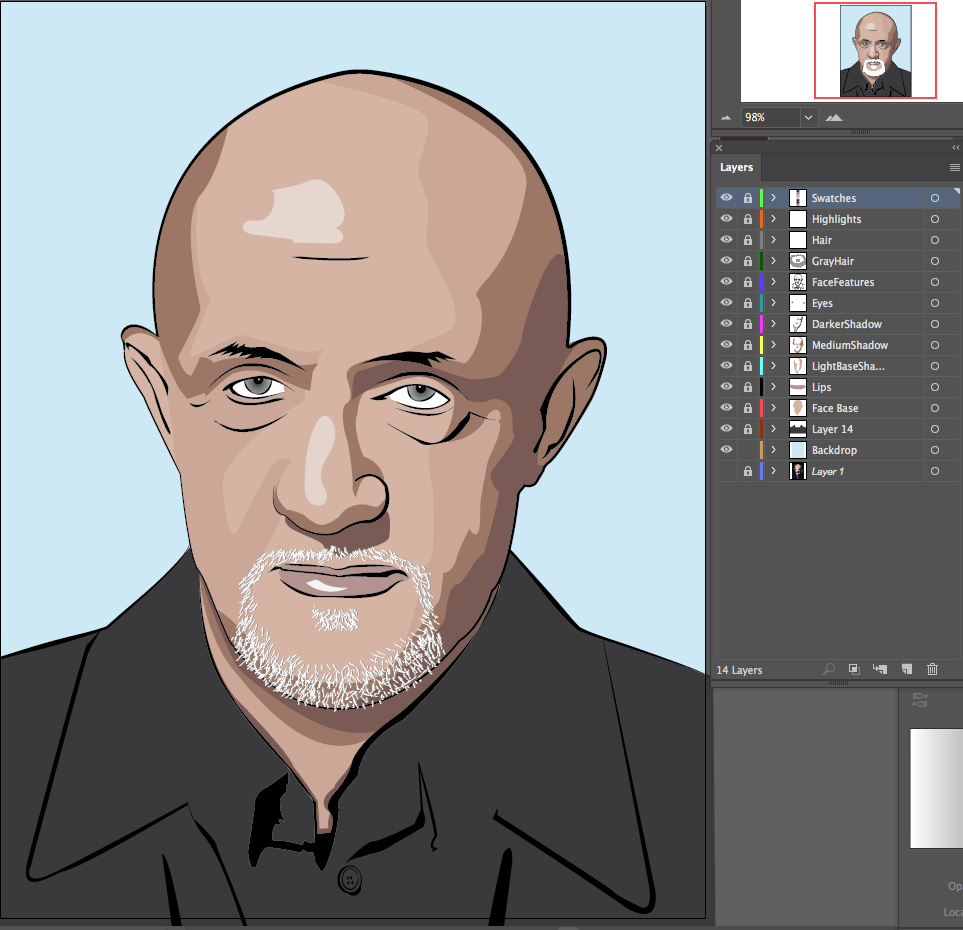 98%
Layers
Swatches
Highlights
Hair
GrayHair
FaceFeatures
Eyes
DarkerShadow
MediumShadow
LightBaseSha...
Lips
Face Base
Layer 14
Backdrop
Layer 1
14 Layers
Op
Loca